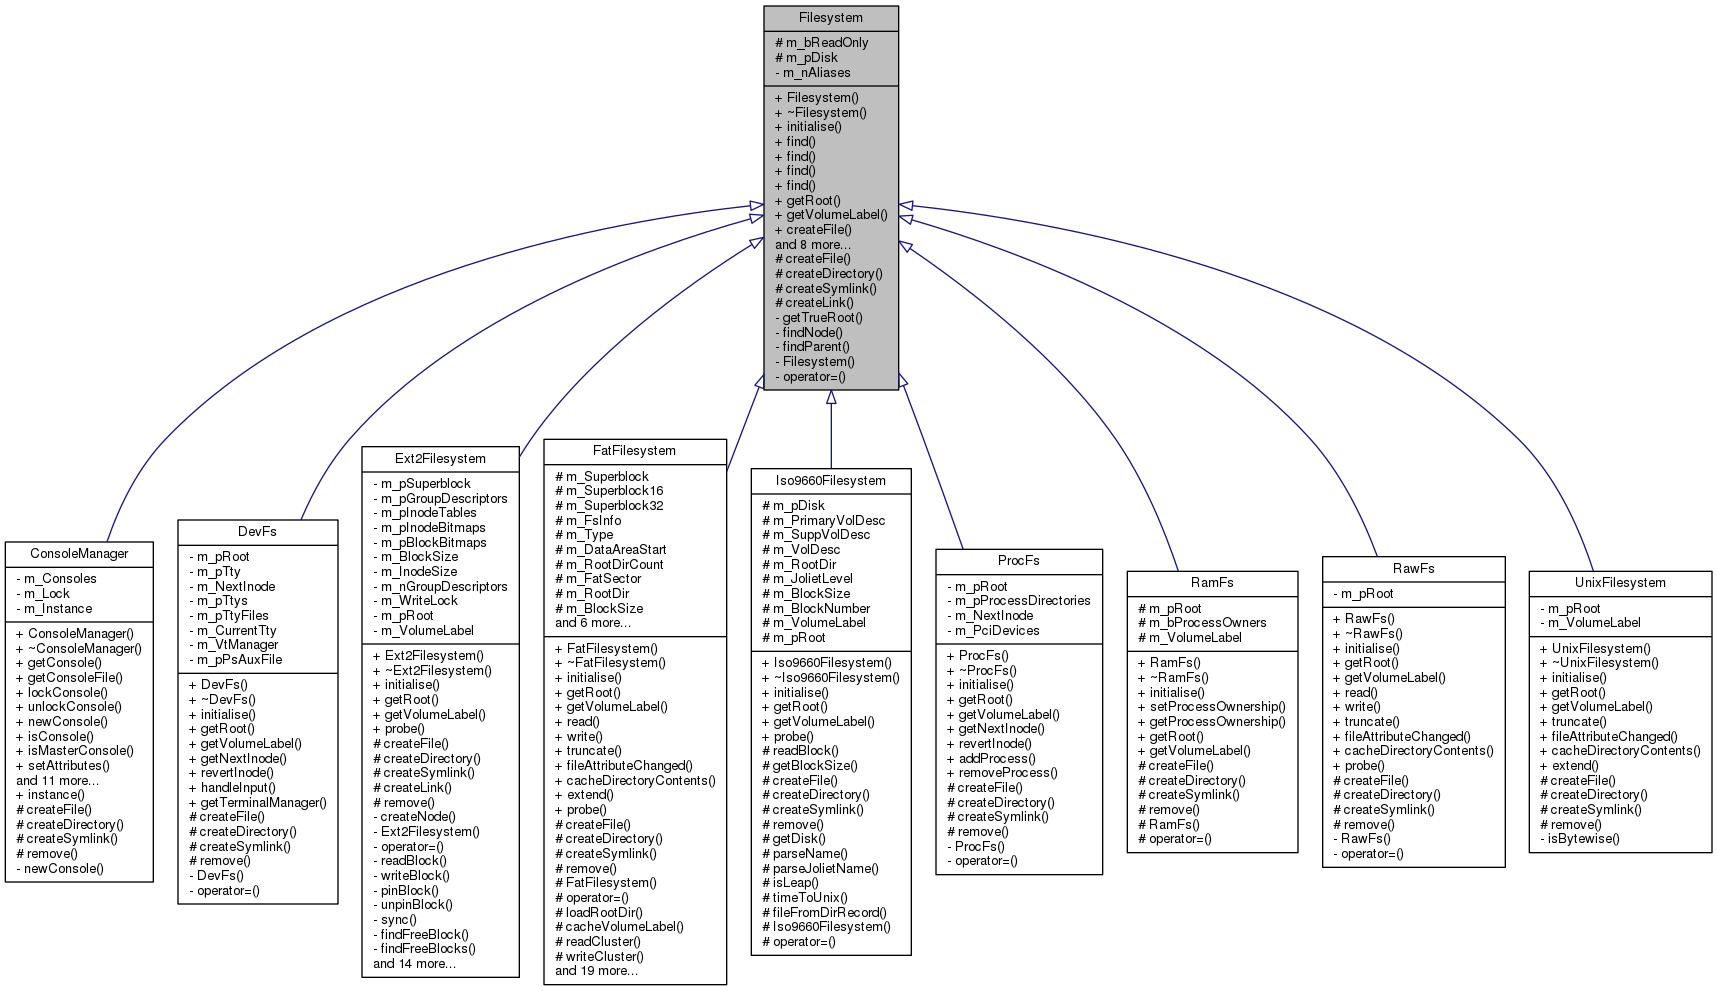 Filesystem
# m_bReadOnly
# m_pDisk
- m_nAliases
+ Filesystem()
+ ~Filesystem()
+ initialise()
+ find()
+ find()
+ find()
+ find()
+ getRoot()
+ getVolumeLabel()
+ createFile()
and 8 more...
# createFile()
# createDirectory()
# createSymlink()
# createLink()
- getTrueRoot()
- findNode()
- findParent()
- Filesystem()
- operator=()
ConsoleManager
- m_Consoles
- m_Lock
- m_Instance
+ ConsoleManager()
+ ~ConsoleManager()
+ getConsole()
+ getConsoleFile()
+ lockConsole()
+ unlockConsole()
+ newConsole()
+ isConsole()
+ isMasterConsole()
+ setAttributes()
and 11 more...
+ instance()
# createFile()
# createDirectory()
# createSymlink()
# remove()
- newConsole()
DevFs
- m_pRoot
- m_pTty
- m_NextInode
- m_pTtys
- m_pTtyFiles
- m_CurrentTty
- m_VtManager
- m_pPsAuxFile
+ DevFs()
+ ~DevFs()
+ initialise()
+ getRoot()
+ getVolumeLabel()
+ getNextInode()
+ revertInode()
+ handleInput()
+ getTerminalManager()
# createFile()
# createDirectory()
# createSymlink()
# remove()
- DevFs()
- operator=()
Ext2Filesystem
- m_pSuperblock
- m_pGroupDescriptors
- m_pInodeTables
- m_pInodeBitmaps
- m_pBlockBitmaps
- m_BlockSize
- m_InodeSize
- m_nGroupDescriptors
- m_WriteLock
- m_pRoot
- m_VolumeLabel
+ Ext2Filesystem()
+ ~Ext2Filesystem()
+ initialise()
+ getRoot()
+ getVolumeLabel()
+ probe()
# createFile()
# createDirectory()
# createSymlink()
# createLink()
# remove()
- createNode()
- Ext2Filesystem()
- operator=()
- readBlock()
- writeBlock()
- pinBlock()
- unpinBlock()
- sync()
- findFreeBlock()
- findFreeBlocks()
and 14 more...
FatFilesystem
# m_Superblock
# m_Superblock16
# m_Superblock32
# m_FsInfo
# m_Type
# m_DataAreaStart
# m_RootDirCount
# m_FatSector
# m_RootDir
# m_BlockSize
and 6 more...
+ FatFilesystem()
+ ~FatFilesystem()
+ initialise()
+ getRoot()
+ getVolumeLabel()
+ read()
+ write()
+ truncate()
+ fileAttributeChanged()
+ cacheDirectoryContents()
+ extend()
+ probe()
# createFile()
# createDirectory()
# createSymlink()
# remove()
# FatFilesystem()
# operator=()
# loadRootDir()
# cacheVolumeLabel()
# readCluster()
# writeCluster()
and 19 more...
Iso9660Filesystem
# m_pDisk
# m_PrimaryVolDesc
# m_SuppVolDesc
# m_VolDesc
# m_RootDir
# m_JolietLevel
# m_BlockSize
# m_BlockNumber
# m_VolumeLabel
# m_pRoot
+ Iso9660Filesystem()
+ ~Iso9660Filesystem()
+ initialise()
+ getRoot()
+ getVolumeLabel()
+ probe()
# readBlock()
# getBlockSize()
# createFile()
# createDirectory()
# createSymlink()
# remove()
# getDisk()
# parseName()
# parseJolietName()
# isLeap()
# timeToUnix()
# fileFromDirRecord()
# Iso9660Filesystem()
# operator=()
ProcFs
- m_pRoot
- m_pProcessDirectories
- m_NextInode
- m_PciDevices
+ ProcFs()
+ ~ProcFs()
+ initialise()
+ getRoot()
+ getVolumeLabel()
+ getNextInode()
+ revertInode()
+ addProcess()
+ removeProcess()
# createFile()
# createDirectory()
# createSymlink()
# remove()
- ProcFs()
- operator=()
RamFs
# m_pRoot
# m_bProcessOwners
# m_VolumeLabel
+ RamFs()
+ ~RamFs()
+ initialise()
+ setProcessOwnership()
+ getProcessOwnership()
+ getRoot()
+ getVolumeLabel()
# createFile()
# createDirectory()
# createSymlink()
# remove()
# RamFs()
# operator=()
RawFs
- m_pRoot
+ RawFs()
+ ~RawFs()
+ initialise()
+ getRoot()
+ getVolumeLabel()
+ read()
+ write()
+ truncate()
+ fileAttributeChanged()
+ cacheDirectoryContents()
+ probe()
# createFile()
# createDirectory()
# createSymlink()
# remove()
- RawFs()
- operator=()
UnixFilesystem
- m_pRoot
- m_VolumeLabel
+ UnixFilesystem()
+ ~UnixFilesystem()
+ initialise()
+ getRoot()
+ getVolumeLabel()
+ truncate()
+ fileAttributeChanged()
+ cacheDirectoryContents()
+ extend()
# createFile()
# createDirectory()
# createSymlink()
# remove()
- isBytewise()